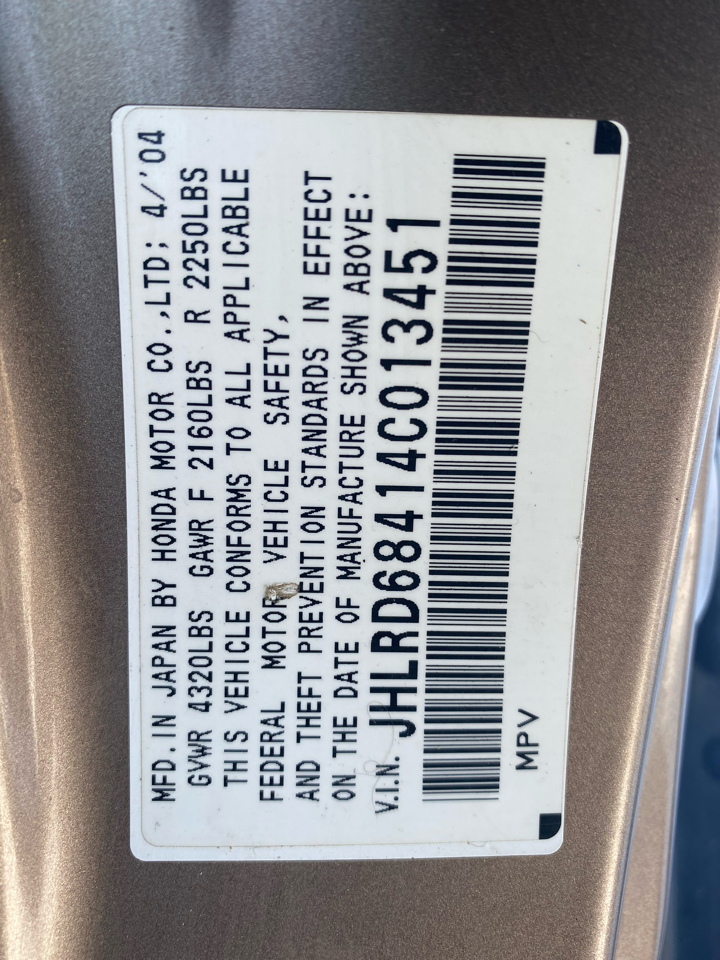 MFD.IN JAPAN BY HONDA MOTOR CO.,LTD; 4/'04
GVWR 4320LBS GAWR F 2160LBS R 2250LBS
THIS VEHICLE CONFORMS TO ALL APPLICABLE
FEDERAL MOTOR VEHICLE SAFETY,
AND THEFT PREVENTION STANDARDS IN EFFECT
ON THE DATE OF MANUFACTURE SHOWN ABOVE:
V.I.N. JHLRD68414C013451
MPV